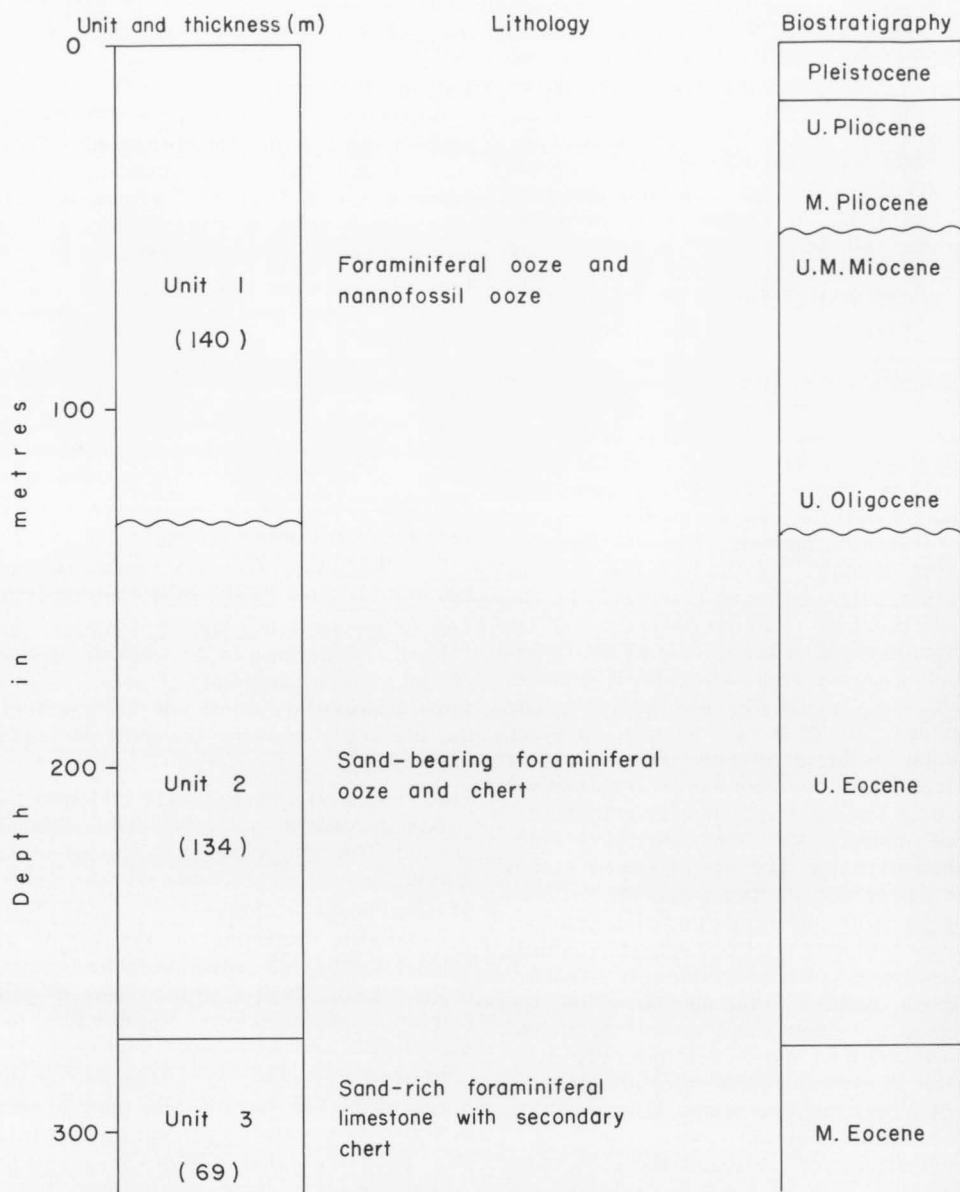 Unit and thickness (m)
Lithology
Biostratigraphy
0
100
200
300
Depth in metres
Unit 1
(140)
Unit 2
(134)
Unit 3
(69)
Foraminiferal ooze and
nannofossil ooze
Sand-bearing foraminiferal
ooze and chert
Sand-rich foraminiferal
limestone with secondary
chert
Pleistocene
U. Pliocene
M. Pliocene
U.M. Miocene
U. Oligocene
U. Eocene
M. Eocene